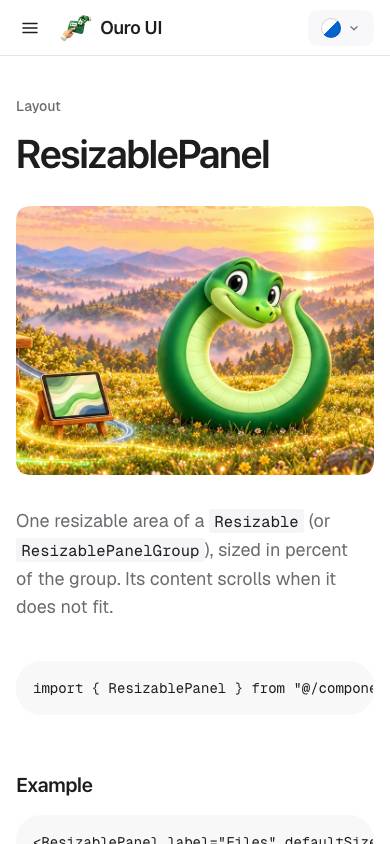 Ouro UI
Layout
ResizablePanel
One resizable area of a Resizable (or
ResizablePanelGroup), sized in percent
of the group. Its content scrolls when it
does not fit.
import { ResizablePanel } from "@/compone
Example
<ResizablePanel label="Files" defaultSize